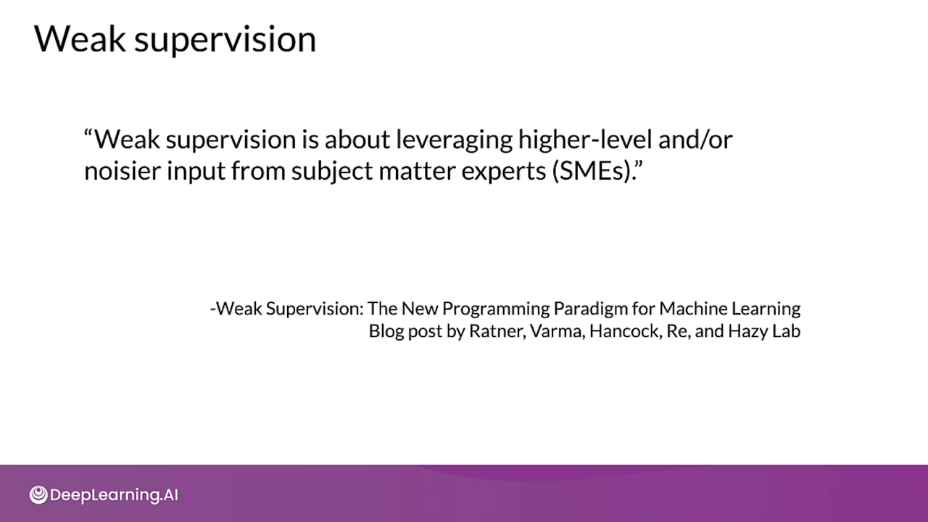 Weak supervision
“Weak supervision is about leveraging higher-level and/or
noisier input from subject matter experts (SMEs).”
-Weak Supervision: The New Programming Paradigm for Machine Learning
Blog post by Ratner, Varma, Hancock, Re, and Hazy Lab
DeepLearning.AI